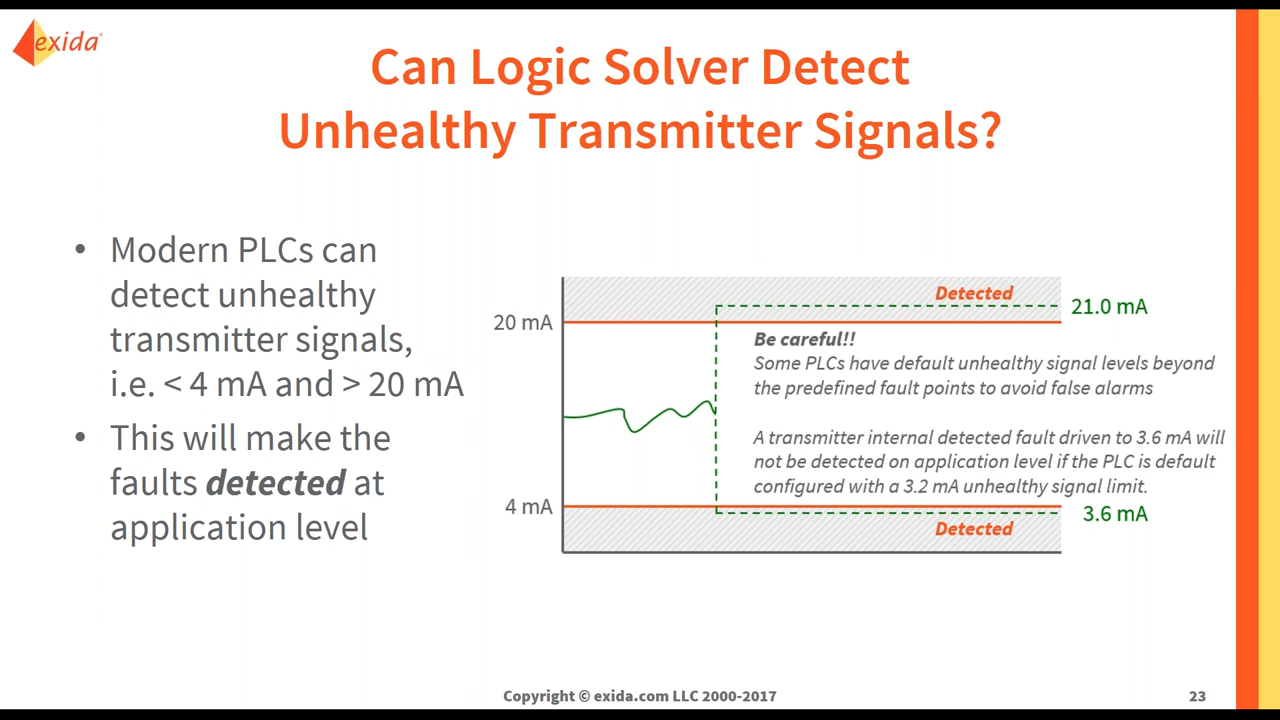 exida
Can Logic Solver Detect
Unhealthy Transmitter Signals?
• Modern PLCs can
detect unhealthy
transmitter signals,
i.e. < 4 mA and > 20 mA
• This will make the
faults detected at
application level
Detected
21.0 mA
20 mA
Be careful!!
Some PLCs have default unhealthy signal levels beyond
the predefined fault points to avoid false alarms
A transmitter internal detected fault driven to 3.6 mA will
not be detected on application level if the PLC is default
configured with a 3.2 mA unhealthy signal limit.
4 mA
3.6 mA
Detected
Copyright © exida.com LLC 2000-2017
23